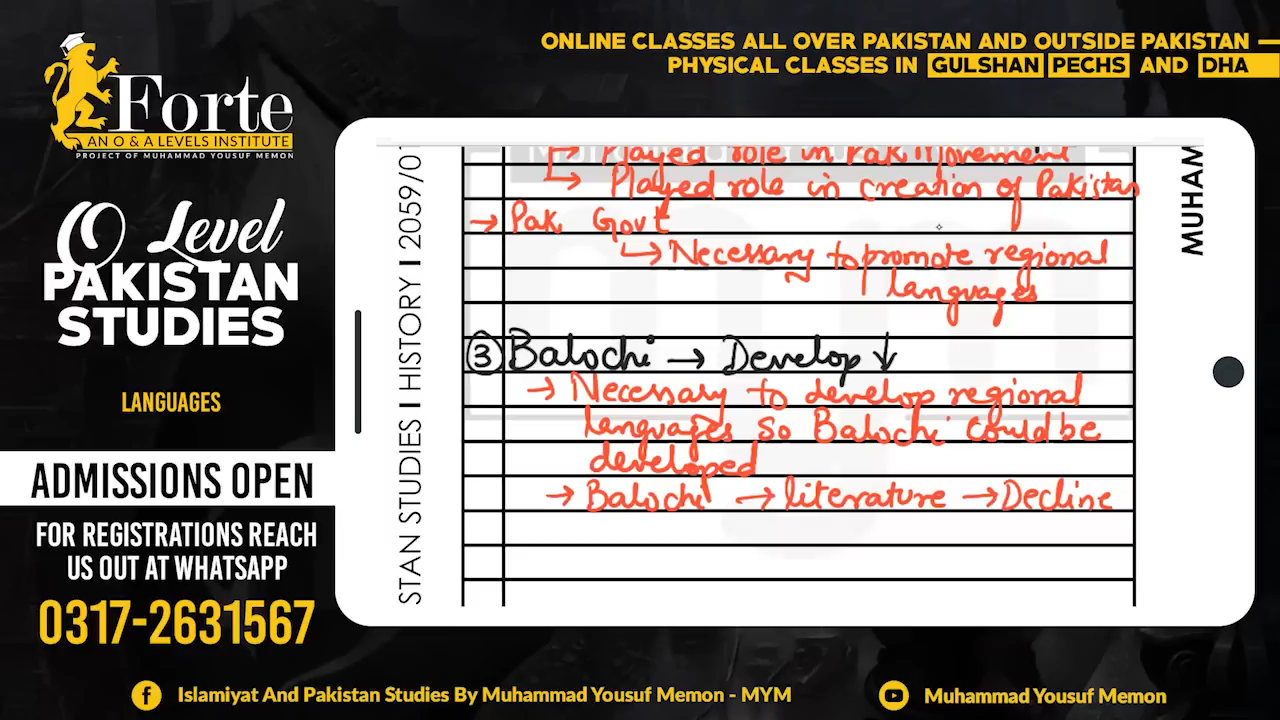 Forte
AN O & A LEVELS INSTITUTE
PROJECT OF MUHAMMAD YOUSUF MEMON
ONLINE CLASSES ALL OVER PAKISTAN AND OUTSIDE PAKISTAN
PHYSICAL CLASSES IN GULSHAN PECHS AND DHA
O Level
PAKISTAN
STUDIES
LANGUAGES
ADMISSIONS OPEN
FOR REGISTRATIONS REACH
US OUT AT WHATSAPP
0317-2631567
STAN STUDIES I HISTORY I 2059/0
→ Played role in Pak Movement
→ Played role in creation of Pakistan
→ Pak Govt
→ Necessary to promote regional
languages
③ Balochi → Develop ↓
→ Necessary to develop regional
languages so Balochi could be
developed
→ Balochi → literature → Decline
MUHAM
Islamiyat And Pakistan Studies By Muhammad Yousuf Memon - MYM
Muhammad Yousuf Memon